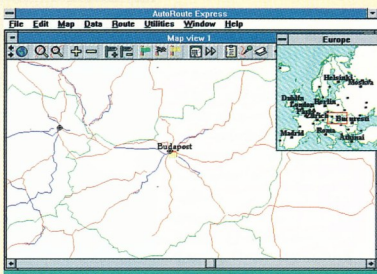 AutoRoute Express
File Edit Map Data Route Utilities Window Help
Map view 1
Europe
Helsinki
Moskva
Dublin
London
Berlin
Bucuresti
Madrid
Roma
Athinai
Budapest